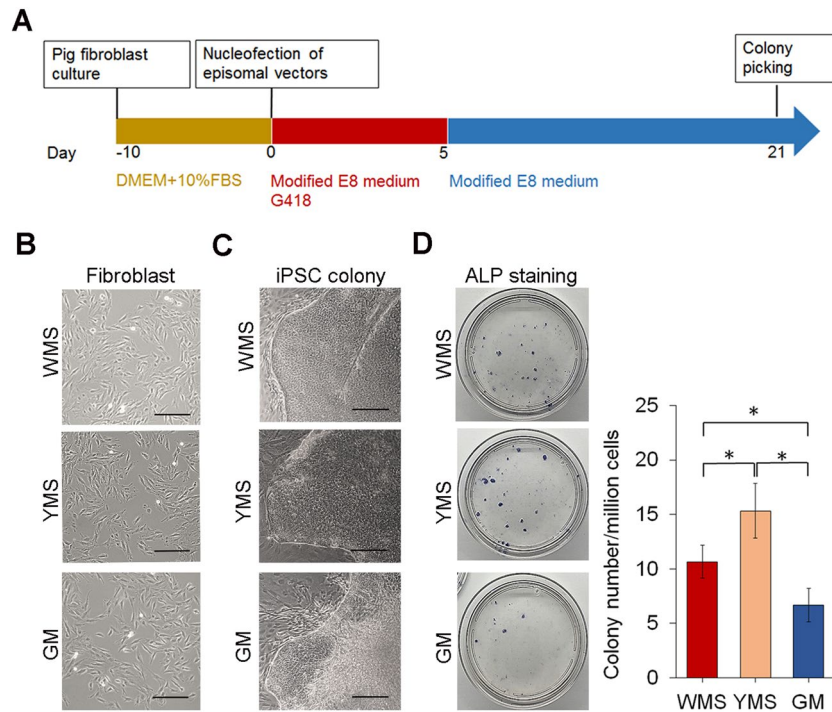 A
Pig fibroblast
culture
Nucleofection of
episomal vectors
Colony
picking
Day
-10
0
5
21
DMEM+10%FBS
Modified E8 medium
G418
Modified E8 medium
B
C
D
Fibroblast
iPSC colony
ALP staining
WMS
WMS
WMS
YMS
YMS
YMS
GM
GM
GM
Colony number/million cells
25
20
15
10
5
0
*
*
*
WMS
YMS
GM